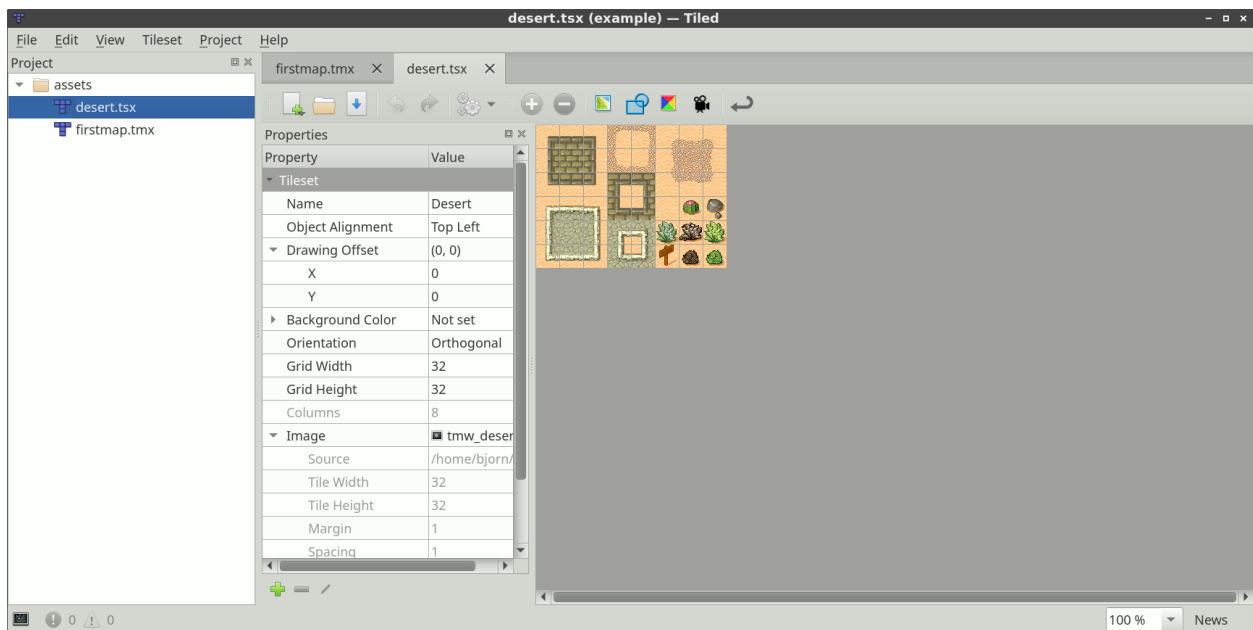 desert.tsx (example) — Tiled
File Edit View Tileset Project Help
Project
assets
desert.tsx
firstmap.tmx
firstmap.tmx desert.tsx
Properties
Property Value
Tileset
Name Desert
Object Alignment Top Left
Drawing Offset (0, 0)
X 0
Y 0
Background Color Not set
Orientation Orthogonal
Grid Width 32
Grid Height 32
Columns 8
Image tmw_deser
Source /home/bjorn/
Tile Width 32
Tile Height 32
Margin 1
Spacing 1
0 0
100 % News